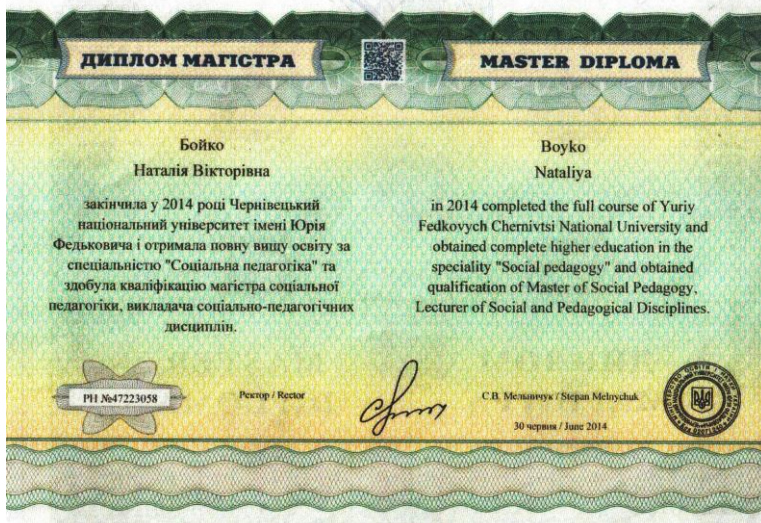 ДИПЛОМ МАГІСТРА
Бойко
Наталія Вікторівна
закінчила у 2014 році Чернівецький
національний університет імені Юрія
Федьковича і отримала повну вищу освіту за
спеціальністю "Соціальна педагогіка" та
здобула кваліфікацію магістра соціальної
педагогіки, викладача соціально-педагогічних
дисциплін.
MASTER DIPLOMA
Boyko
Nataliya
in 2014 completed the full course of Yuriy
Fedkovych Chernivtsi National University and
obtained complete higher education in the
speciality "Social pedagogy" and obtained
qualification of Master of Social Pedagogy,
Lecturer of Social and Pedagogical Disciplines.
РН №47223058
Ректор / Rector
С.В. Мельничук / Stepan Melnychuk
30 червня / June 2014